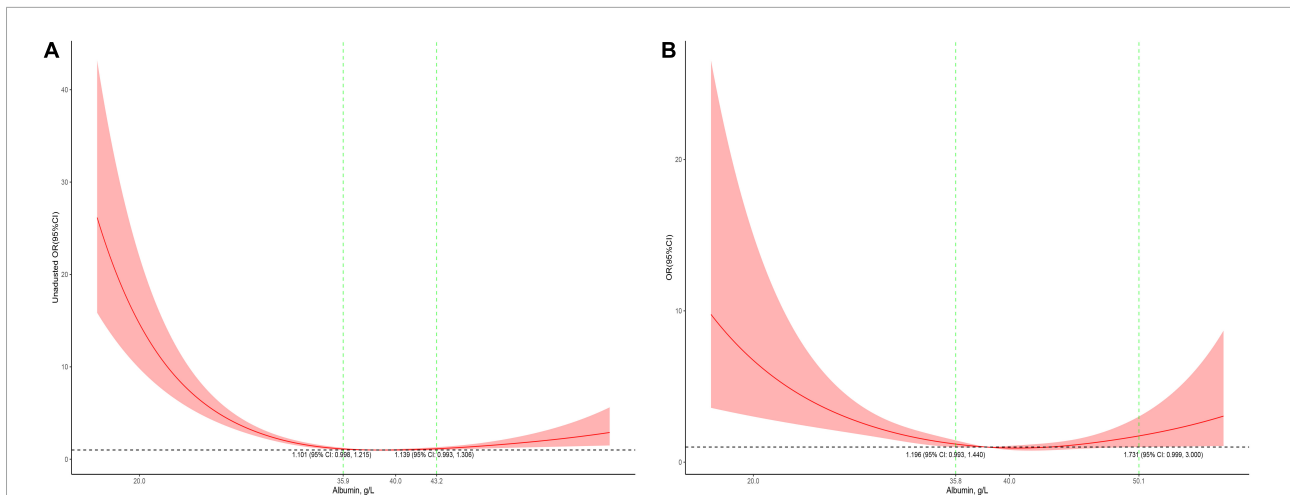 A
Unadusted OR(95%CI)
40
30
20
10
0
1.101 (95% CI: 0.998, 1.215)
1.139 (95% CI: 0.993, 1.306)
20.0
35.9
40.0
43.2
Albumin, g/L
B
OR(95%CI)
20
10
0
1.196 (95% CI: 0.993, 1.440)
1.731 (95% CI: 0.999, 3.000)
20.0
35.8
40.0
50.1
Albumin, g/L